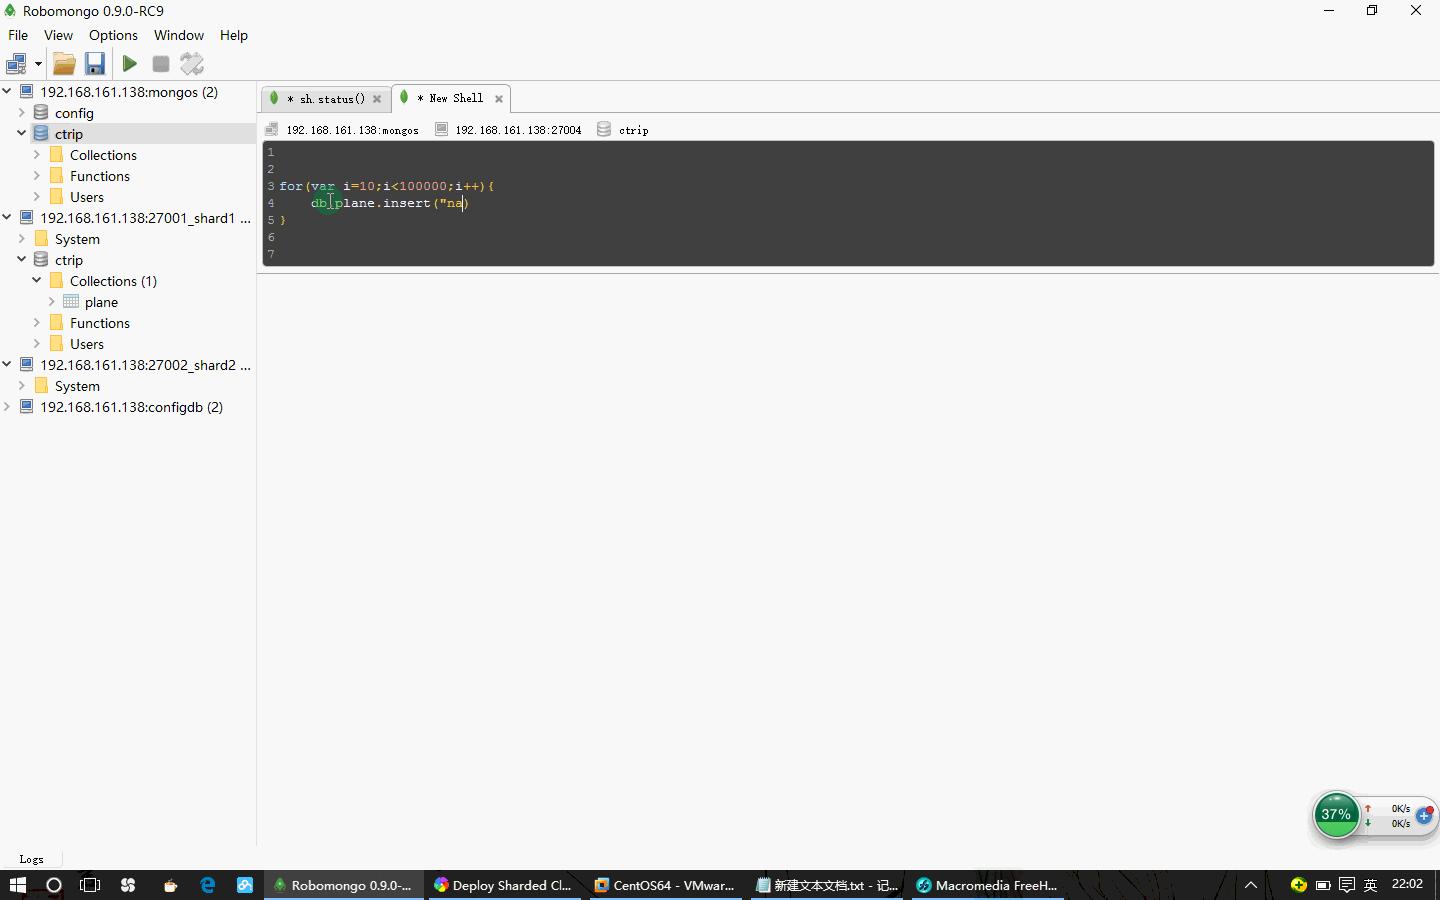 Robomongo 0.9.0-RC9
File View Options Window Help
192.168.161.138:mongos (2)
config
ctrip
Collections
Functions
Users
192.168.161.138:27001_shard1 ...
System
ctrip
Collections (1)
plane
Functions
Users
192.168.161.138:27002_shard2 ...
System
192.168.161.138:configdb (2)
* sh.status() * New Shell
192.168.161.138:mongos 192.168.161.138:27004 ctrip
1
2
3 for(var i=10;i<100000;i++){
4 db.plane.insert("na)
5 }
6
7
37% 0K/s
0K/s
Logs
Robomongo 0.9.0-... Deploy Sharded Cl... CentOS64 - VMwar... 新建文本文档.txt - 记... Macromedia FreeH... 英 22:02